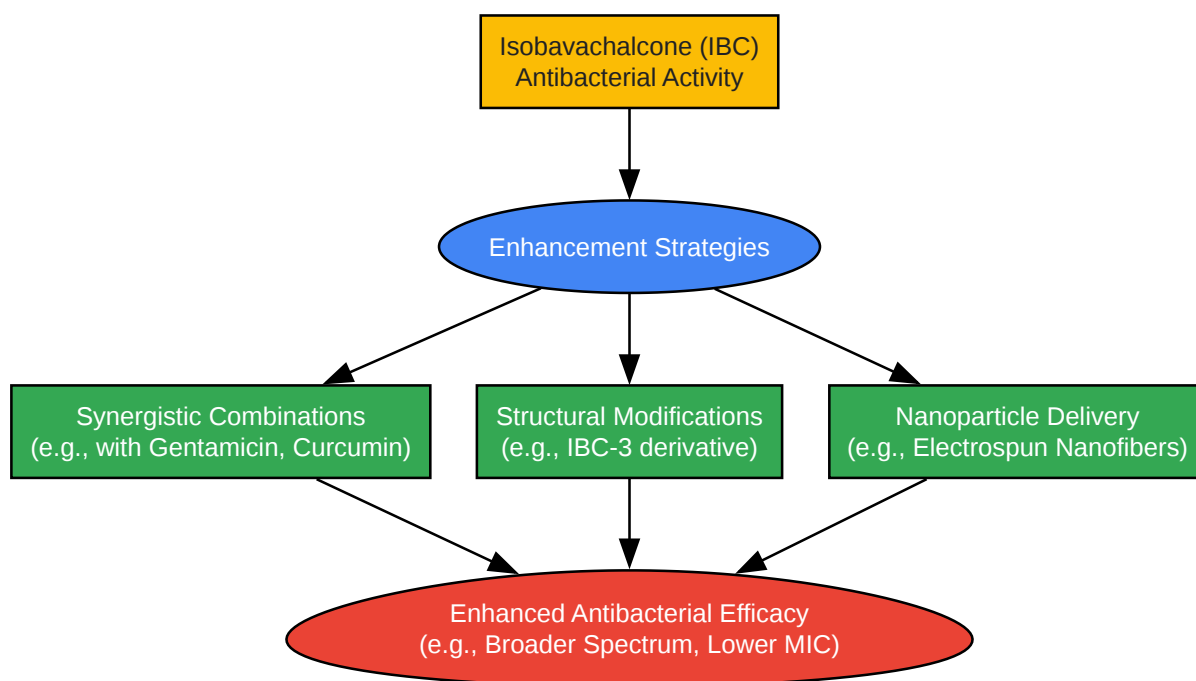 Isobavachalcone (IBC)
Antibacterial Activity
Enhancement Strategies
Synergistic Combinations
(e.g., with Gentamicin, Curcumin)
Structural Modifications
(e.g., IBC-3 derivative)
Nanoparticle Delivery
(e.g., Electrospun Nanofibers)
Enhanced Antibacterial Efficacy
(e.g., Broader Spectrum, Lower MIC)